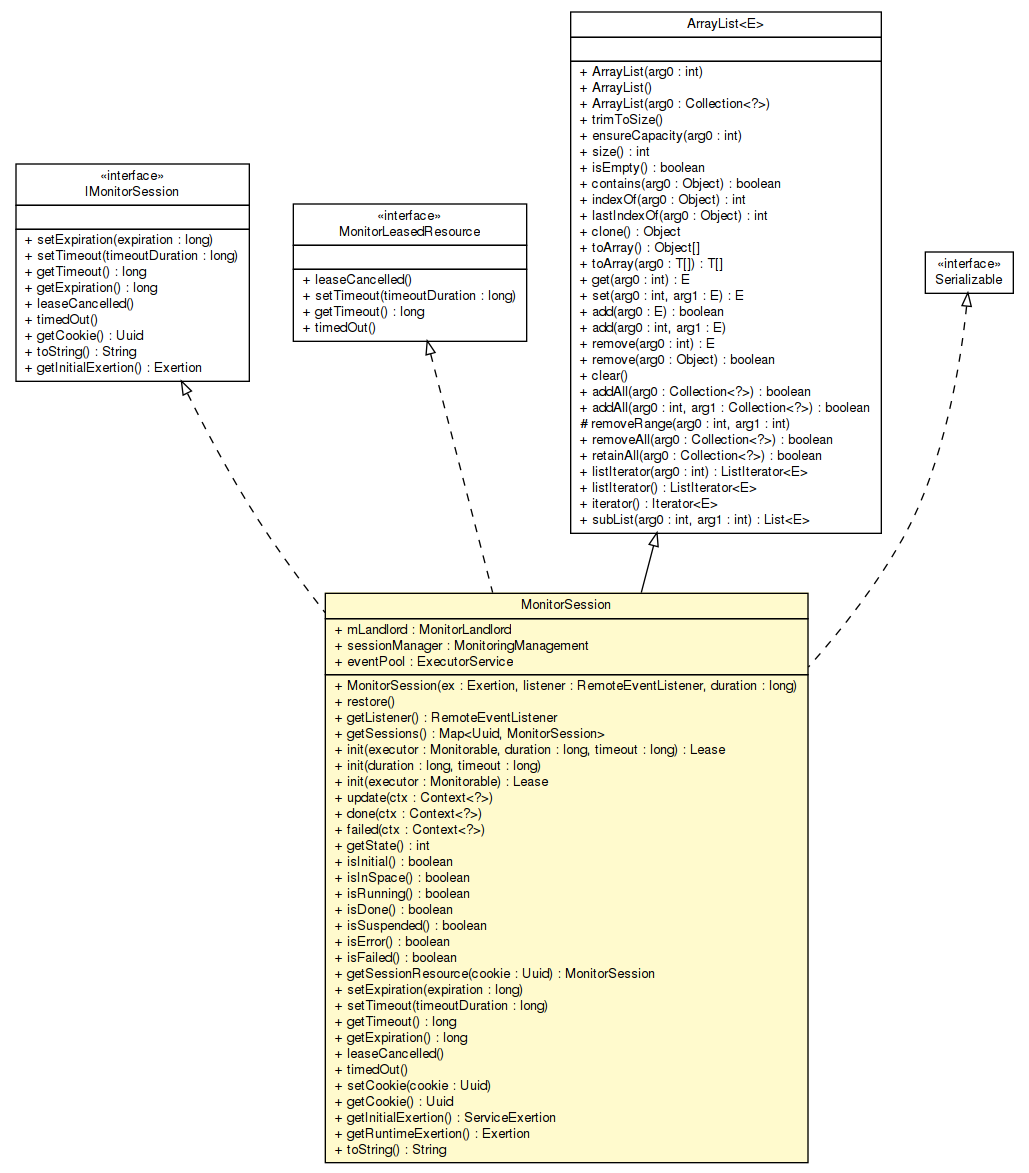 ArrayList<E>
+ ArrayList(arg0 : int)
+ ArrayList()
+ ArrayList(arg0 : Collection<?>)
+ trimToSize()
+ ensureCapacity(arg0 : int)
+ size() : int
+ isEmpty() : boolean
+ contains(arg0 : Object) : boolean
+ indexOf(arg0 : Object) : int
+ lastIndexOf(arg0 : Object) : int
+ clone() : Object
+ toArray() : Object[]
+ toArray(arg0 : T[]) : T[]
+ get(arg0 : int) : E
+ set(arg0 : int, arg1 : E) : E
+ add(arg0 : E) : boolean
+ add(arg0 : int, arg1 : E)
+ remove(arg0 : int) : E
+ remove(arg0 : Object) : boolean
+ clear()
+ addAll(arg0 : Collection<?>) : boolean
+ addAll(arg0 : int, arg1 : Collection<?>) : boolean
# removeRange(arg0 : int, arg1 : int)
+ removeAll(arg0 : Collection<?>) : boolean
+ retainAll(arg0 : Collection<?>) : boolean
+ listIterator(arg0 : int) : ListIterator<E>
+ listIterator() : ListIterator<E>
+ iterator() : Iterator<E>
+ subList(arg0 : int, arg1 : int) : List<E>
«interface»
IMonitorSession
+ setExpiration(expiration : long)
+ setTimeout(timeoutDuration : long)
+ getTimeout() : long
+ getExpiration() : long
+ leaseCancelled()
+ timedOut()
+ getCookie() : Uuid
+ toString() : String
+ getInitialExertion() : Exertion
«interface»
MonitorLeasedResource
+ leaseCancelled()
+ setTimeout(timeoutDuration : long)
+ getTimeout() : long
+ timedOut()
«interface»
Serializable
MonitorSession
+ mLandlord : MonitorLandlord
+ sessionManager : MonitoringManagement
+ eventPool : ExecutorService
+ MonitorSession(ex : Exertion, listener : RemoteEventListener, duration : long)
+ restore()
+ getListener() : RemoteEventListener
+ getSessions() : Map<Uuid, MonitorSession>
+ init(executor : Monitorable, duration : long, timeout : long) : Lease
+ init(duration : long, timeout : long)
+ init(executor : Monitorable) : Lease
+ update(ctx : Context<?>)
+ done(ctx : Context<?>)
+ failed(ctx : Context<?>)
+ getState() : int
+ isInitial() : boolean
+ isInSpace() : boolean
+ isRunning() : boolean
+ isDone() : boolean
+ isSuspended() : boolean
+ isError() : boolean
+ isFailed() : boolean
+ getSessionResource(cookie : Uuid) : MonitorSession
+ setExpiration(expiration : long)
+ setTimeout(timeoutDuration : long)
+ getTimeout() : long
+ getExpiration() : long
+ leaseCancelled()
+ timedOut()
+ setCookie(cookie : Uuid)
+ getCookie() : Uuid
+ getInitialExertion() : ServiceExertion
+ getRuntimeExertion() : Exertion
+ toString() : String